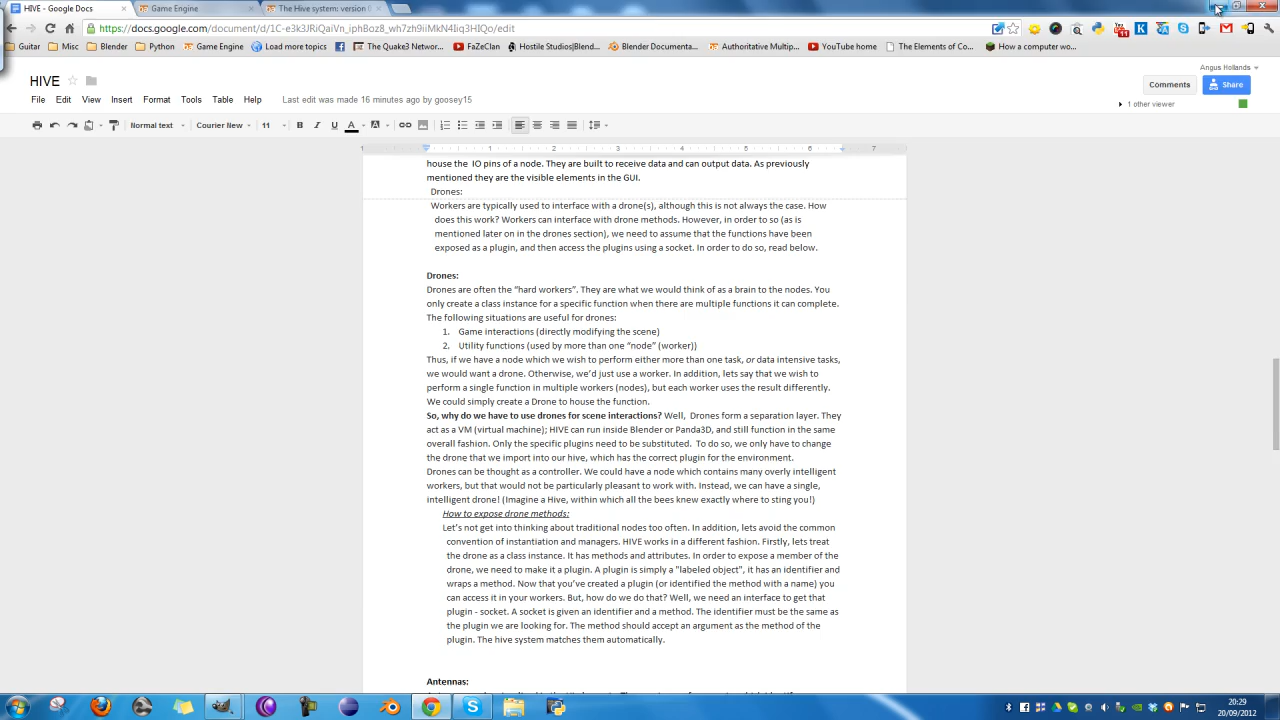 HIVE - Google Docs
Game Engine
The Hive system: version
https://docs.google.com/document/d/1C-e3k3JRiQaiVn_iphBoz8_wh7zh9iiMkN4Iiq3HIQo/edit
Guitar Misc Blender Python Game Engine Load more topics The Quake3 Networ... FaZeClan Hostile Studios|Blend... Blender Documenta... Authoritative Multip... YouTube home The Elements of Co... How a computer wo...
Angus Hollands
HIVE
Comments
Share
File Edit View Insert Format Tools Table Help Last edit was made 16 minutes ago by goosey15
1 other viewer
Normal text Courier New 11 B I U A A
1 1 2 3 4 5 6 7
house the IO pins of a node. They are built to receive data and can output data. As previously
mentioned they are the visible elements in the GUI.
Drones:
Workers are typically used to interface with a drone(s), although this is not always the case. How
does this work? Workers can interface with drone methods. However, in order to so (as is
mentioned later on in the drones section), we need to assume that the functions have been
exposed as a plugin, and then access the plugins using a socket. In order to do so, read below.
Drones:
Drones are often the “hard workers”. They are what we would think of as a brain to the nodes. You
only create a class instance for a specific function when there are multiple functions it can complete.
The following situations are useful for drones:
1. Game interactions (directly modifying the scene)
2. Utility functions (used by more than one “node” (worker))
Thus, if we have a node which we wish to perform either more than one task, or data intensive tasks,
we would want a drone. Otherwise, we’d just use a worker. In addition, lets say that we wish to
perform a single function in multiple workers (nodes), but each worker uses the result differently.
We could simply create a Drone to house the function.
So, why do we have to use drones for scene interactions? Well, Drones form a separation layer. They
act as a VM (virtual machine); HIVE can run inside Blender or Panda3D, and still function in the same
overall fashion. Only the specific plugins need to be substituted. To do so, we only have to change
the drone that we import into our hive, which has the correct plugin for the environment.
Drones can be thought as a controller. We could have a node which contains many overly intelligent
workers, but that would not be particularly pleasant to work with. Instead, we can have a single,
intelligent drone! (Imagine a Hive, within which all the bees knew exactly where to sting you!)
How to expose drone methods:
Let’s not get into thinking about traditional nodes too often. In addition, lets avoid the common
convention of instantiation and managers. HIVE works in a different fashion. Firstly, lets treat
the drone as a class instance. It has methods and attributes. In order to expose a member of the
drone, we need to make it a plugin. A plugin is simply a "labeled object", it has an identifier and
wraps a method. Now that you’ve created a plugin (or identified the method with a name) you
can access it in your workers. But, how do we do that? Well, we need an interface to get that
plugin - socket. A socket is given an identifier and a method. The identifier must be the same as
the plugin we are looking for. The method should accept an argument as the method of the
plugin. The hive system matches them automatically.
Antennas:
20:29
20/09/2012